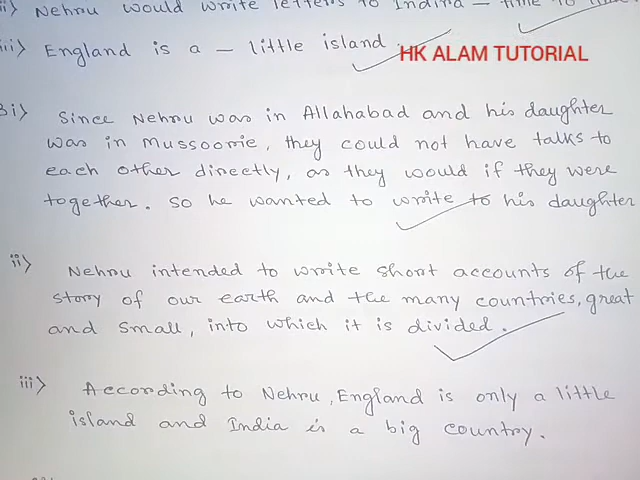 ii) Nehru would write letters to Indira - time to time
iii) England is a - little island.
HK ALAM TUTORIAL
3 i) Since Nehru was in Allahabad and his daughter
was in Mussoorie, they could not have talks to
each other directly, as they would if they were
together. So he wanted to write to his daughter
ii) Nehru intended to write short accounts of the
story of our earth and the many countries, great
and small, into which it is divided.
iii) According to Nehru, England is only a little
island and India is a big country.